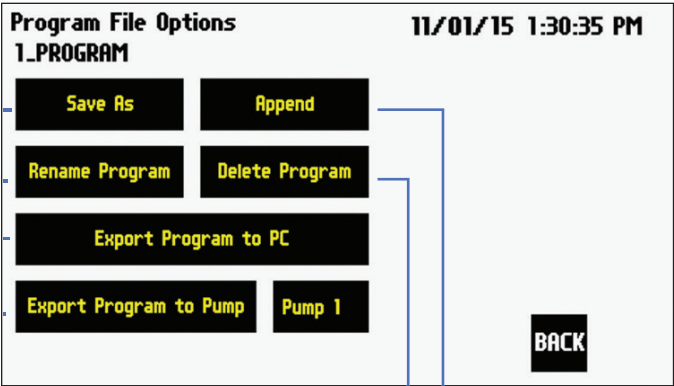 Program File Options 11/01/15 1:30:35 PM
1_PROGRAM
Save As Append
Rename Program Delete Program
Export Program to PC
Export Program to Pump Pump 1
BACK